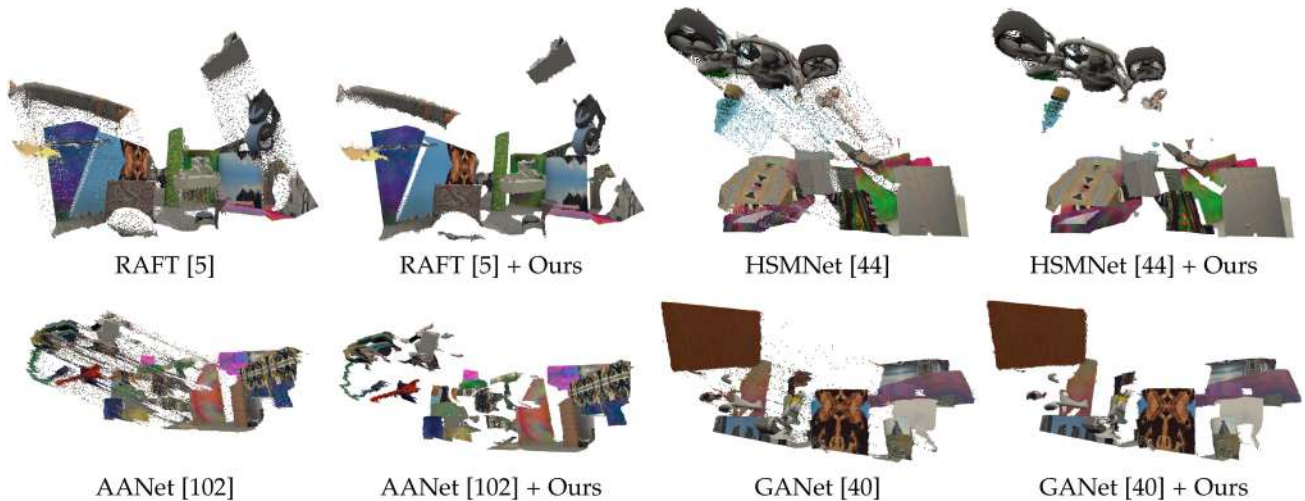 RAFT [5]
RAFT [5] + Ours
HSMNet [44]
HSMNet [44] + Ours
AANet [102]
AANet [102] + Ours
GANet [40]
GANet [40] + Ours